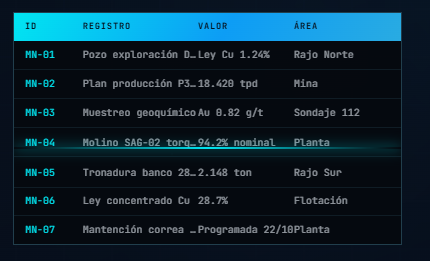 ID REGISTRO VALOR ÁREA
MN-01 Pozo exploración D… Ley Cu 1.24% Rajo Norte
MN-02 Plan producción P3… 18.420 tpd Mina
MN-03 Muestreo geoquímico Au 0.82 g/t Sondaje 112
MN-04 Molino SAG-02 torq… 94.2% nominal Planta
MN-05 Tronadura banco 28… 2.148 ton Rajo Sur
MN-06 Ley concentrado Cu 28.7% Flotación
MN-07 Mantención correa … Programada 22/10 Planta